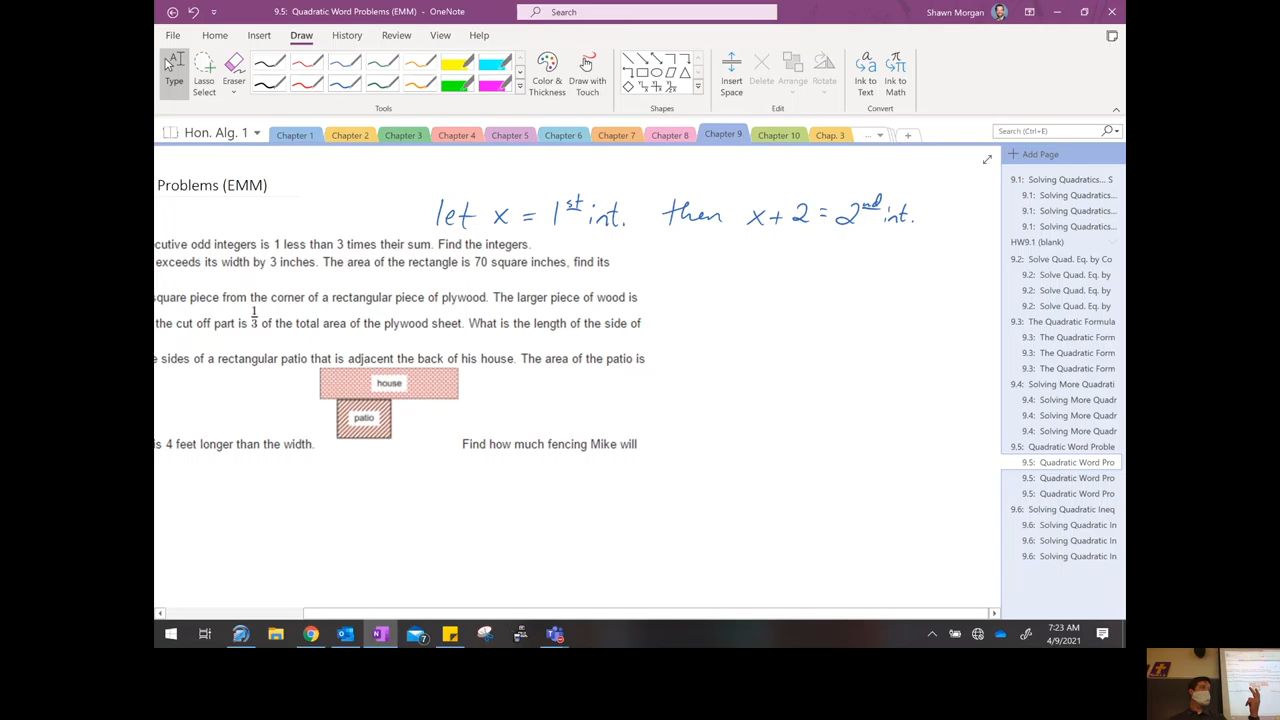 9.5: Quadratic Word Problems (EMM) - OneNote
Search
Shawn Morgan
File Home Insert Draw History Review View Help
Type
Lasso Select
Eraser
Color & Thickness
Draw with Touch
Insert Space
Delete
Arrange
Rotate
Ink to Text
Ink to Math
Tools
Shapes
Edit
Convert
Hon. Alg. 1
Chapter 1 Chapter 2 Chapter 3 Chapter 4 Chapter 5 Chapter 6 Chapter 7 Chapter 8 Chapter 9 Chapter 10 Chap. 3 ...
Search (Ctrl+E)
Problems (EMM)
let x = 1st int. then x + 2 = 2nd int.
cutive odd integers is 1 less than 3 times their sum. Find the integers.
exceeds its width by 3 inches. The area of the rectangle is 70 square inches, find its
square piece from the corner of a rectangular piece of plywood. The larger piece of wood is
the cut off part is 1/3 of the total area of the plywood sheet. What is the length of the side of
e sides of a rectangular patio that is adjacent the back of his house. The area of the patio is
house
patio
is 4 feet longer than the width. Find how much fencing Mike will
Add Page
9.1: Solving Quadratics... S
9.1: Solving Quadratics.
9.1: Solving Quadratics.
9.1: Solving Quadratics.
HW9.1 (blank)
9.2: Solve Quad. Eq. by Co
9.2: Solve Quad. Eq. by
9.2: Solve Quad. Eq. by
9.2: Solve Quad. Eq. by
9.3: The Quadratic Formula
9.3: The Quadratic Form
9.3: The Quadratic Form
9.3: The Quadratic Form
9.4: Solving More Quadrati
9.4: Solving More Quadr
9.4: Solving More Quadr
9.4: Solving More Quadr
9.5: Quadratic Word Proble
9.5: Quadratic Word Pro
9.5: Quadratic Word Pro
9.5: Quadratic Word Pro
9.6: Solving Quadratic Ineq
9.6: Solving Quadratic In
9.6: Solving Quadratic In
9.6: Solving Quadratic In
7
7:23 AM
4/9/2021